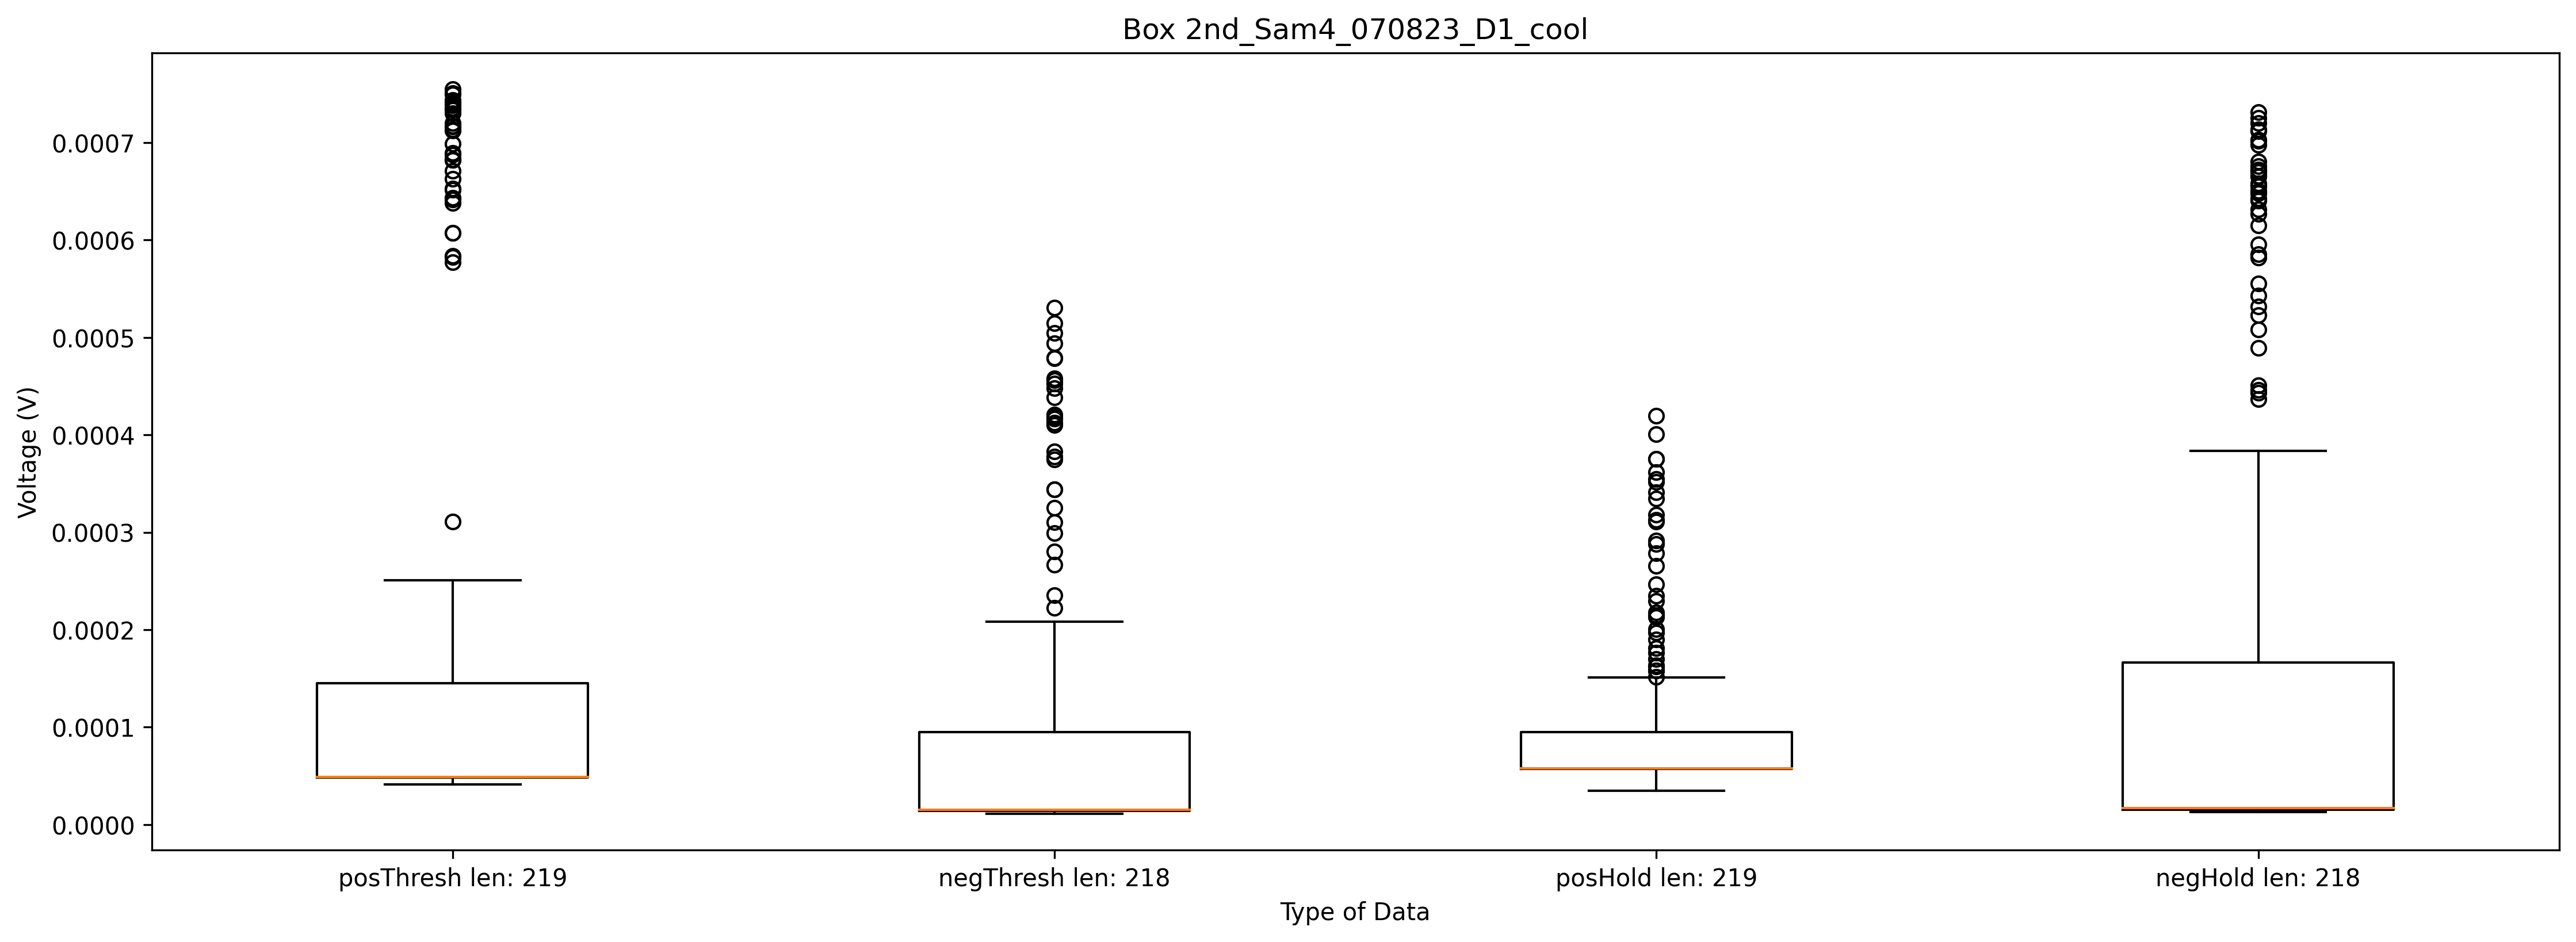 Box 2nd_Sam4_070823_D1_cool
Voltage (V)
0.0007
0.0006
0.0005
0.0004
0.0003
0.0002
0.0001
0.0000
posThresh len: 219
negThresh len: 218
posHold len: 219
negHold len: 218
Type of Data